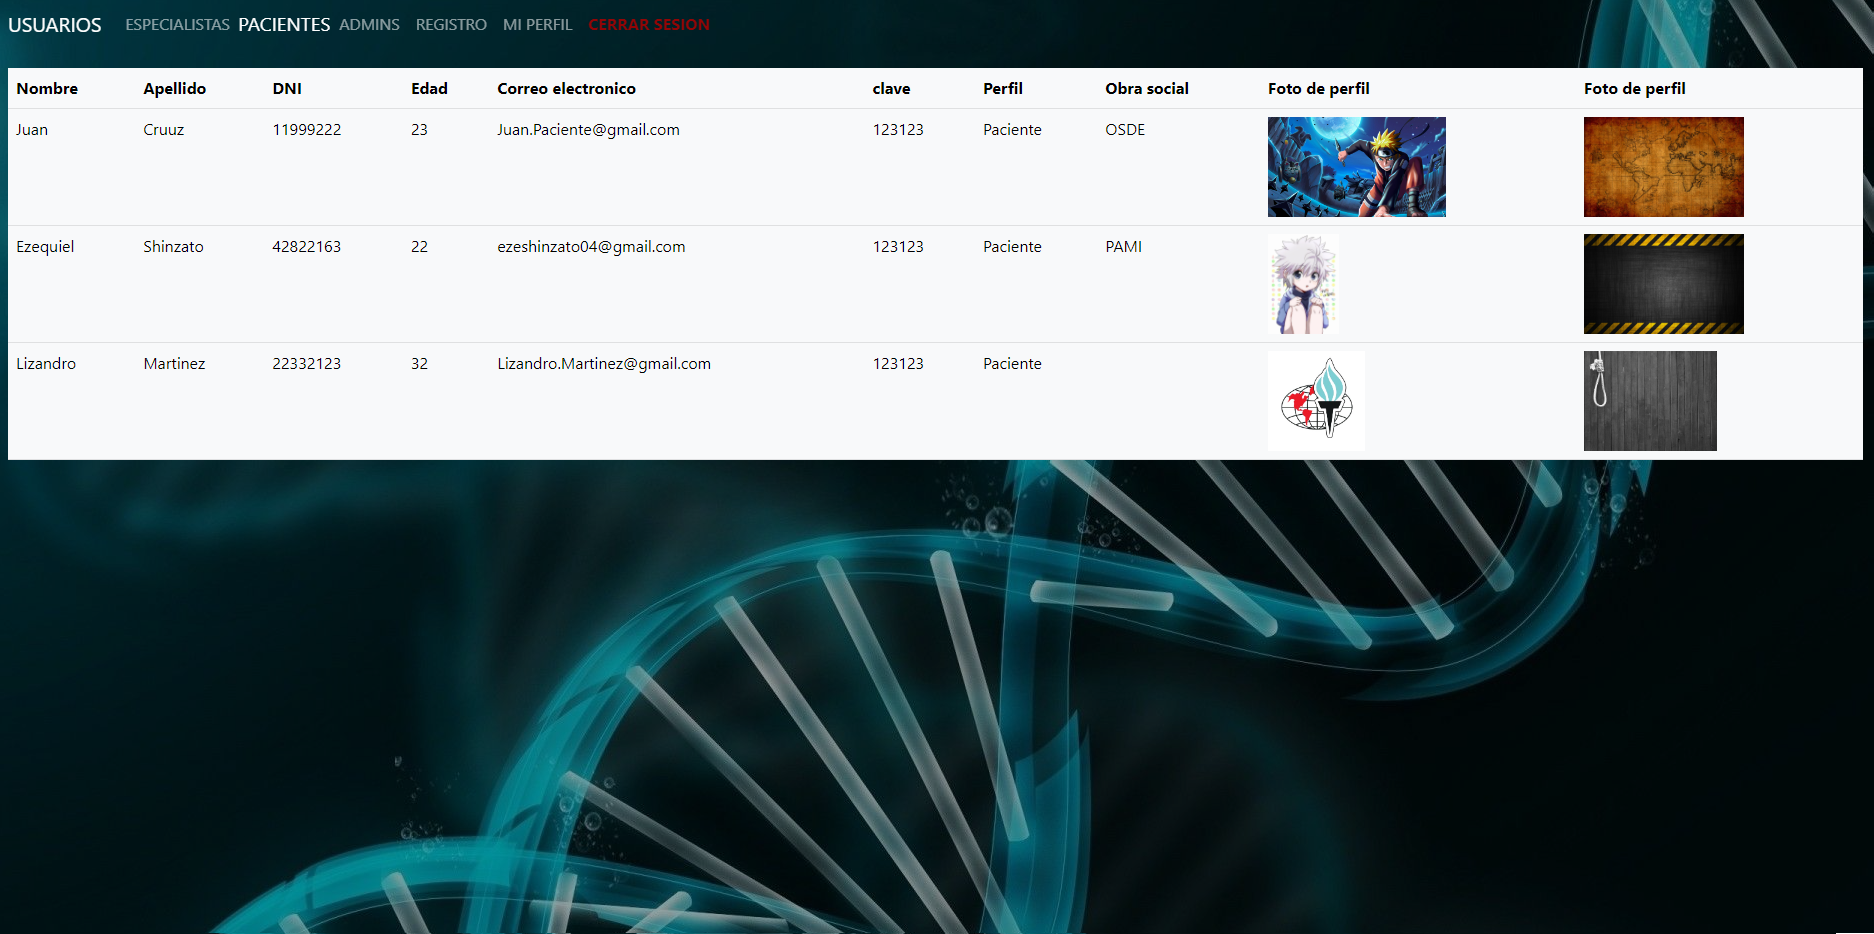 USUARIOS ESPECIALISTAS PACIENTES ADMINS REGISTRO MI PERFIL CERRAR SESION
Nombre Apellido DNI Edad Correo electronico clave Perfil Obra social Foto de perfil Foto de perfil
Juan Cruuz 11999222 23 Juan.Paciente@gmail.com 123123 Paciente OSDE
Ezequiel Shinzato 42822163 22 ezeshinzato04@gmail.com 123123 Paciente PAMI
Lizandro Martinez 22332123 32 Lizandro.Martinez@gmail.com 123123 Paciente